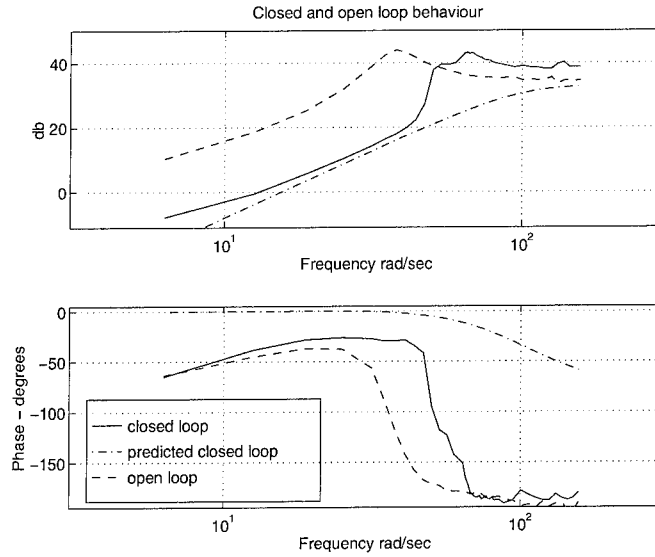 Closed and open loop behaviour
db
40
20
0
10^1
10^2
Frequency rad/sec
Phase – degrees
0
−50
−100
−150
closed loop
predicted closed loop
open loop
10^1
10^2
Frequency rad/sec